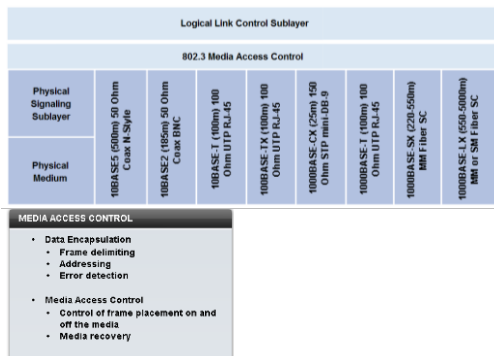 Logical Link Control Sublayer
802.3 Media Access Control
Physical
Signaling
Sublayer
Physical
Medium
10BASE5 (500m) 50 Ohm
Coax N-Style
10BASE2 (185m) 50 Ohm
Coax BNC
10BASE-T (100m) 100
Ohm UTP RJ-45
100BASE-TX (100m) 100
Ohm UTP RJ-45
1000BASE-CX (25m) 150
Ohm STP mini-DB-9
1000BASE-T (100m) 100
Ohm UTP RJ-45
1000BASE-SX (220-550m)
MM Fiber SC
1000BASE-LX (550-5000m)
MM or SM Fiber SC
MEDIA ACCESS CONTROL
• Data Encapsulation
• Frame delimiting
• Addressing
• Error detection
• Media Access Control
• Control of frame placement on and
off the media
• Media recovery